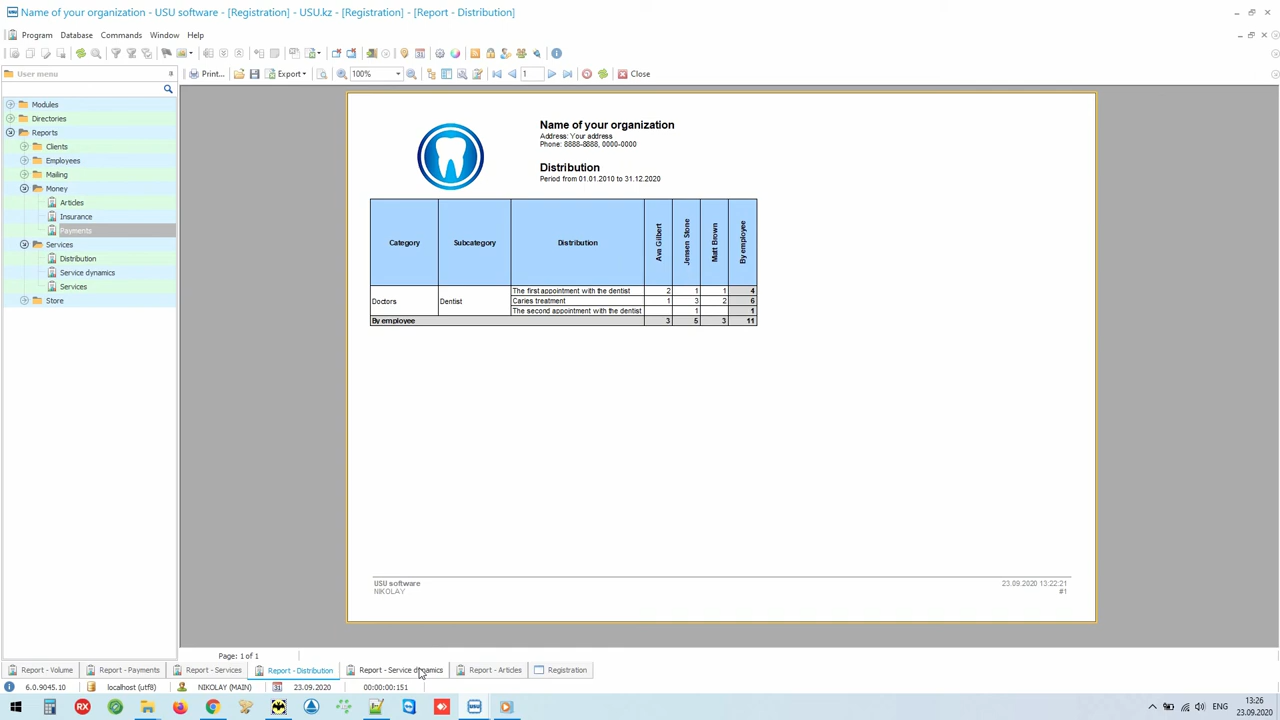 Name of your organization - USU software - [Registration] - USU.kz - [Registration] - [Report - Distribution]
Program Database Commands Window Help
User menu Print... Export 100% 1 Close
Modules
Directories
Reports
Clients
Employees
Mailing
Money
Articles
Insurance
Payments
Services
Distribution
Service dynamics
Services
Store
Name of your organization
Address: Your address
Phone: 8888-8888, 0000-0000
Distribution
Period from 01.01.2010 to 31.12.2020
Category Subcategory Distribution Ava Gilbert Jensen Stone Matt Brown By employee
The first appointment with the dentist 2 1 1 4
Doctors Dentist Caries treatment 1 3 2 6
The second appointment with the dentist 1 1
By employee 3 5 3 11
USU software 23.09.2020 13:22:21
NIKOLAY #1
Page: 1 of 1
Report - Volume Report - Payments Report - Services Report - Distribution Report - Service dynamics Report - Articles Registration
6.0.9045.10 localhost (utf8) NIKOLAY (MAIN) 23.09.2020 00:00:00:151
RX ENG 13:26
23.09.2020